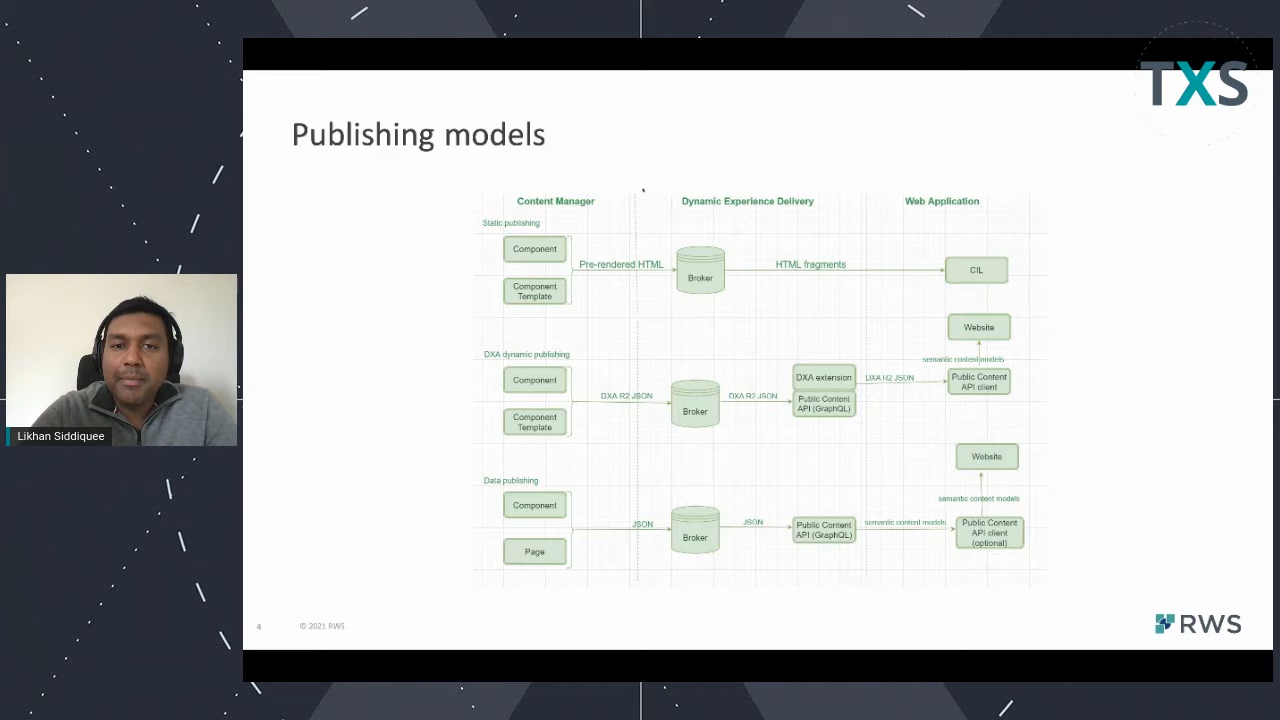 TXS
Publishing models
Content Manager
Dynamic Experience Delivery
Web Application
Static publishing
Component
Component
Template
Pre-rendered HTML
Broker
HTML fragments
CIL
Website
semantic content models
DXA dynamic publishing
Component
Component
Template
DXA R2 JSON
Broker
DXA R2 JSON
DXA extension
Public Content
API (GraphQL)
DXA R2 JSON
Public Content
API client
Website
semantic content models
Data publishing
Component
Page
JSON
Broker
JSON
Public Content
API (GraphQL)
semantic content models
Public Content
API client
(optional)
Likhan Siddiquee
4
© 2021 RWS
RWS